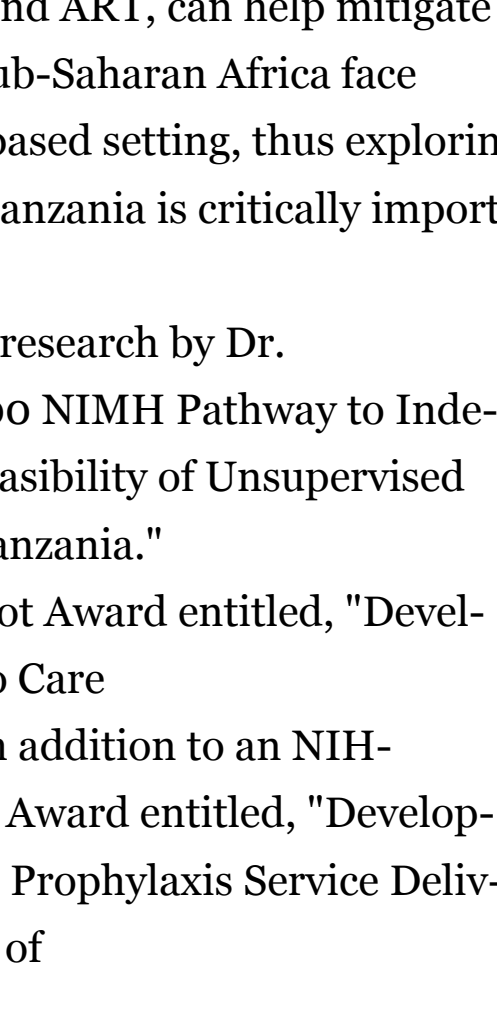 nd ART, can help mitigate
ub-Saharan Africa face
based setting, thus explorin
anzania is critically import
research by Dr.
00 NIMH Pathway to Inde-
asibility of Unsupervised
anzania."
ot Award entitled, "Devel-
o Care
n addition to an NIH-
Award entitled, "Develop-
Prophylaxis Service Deliv-
of